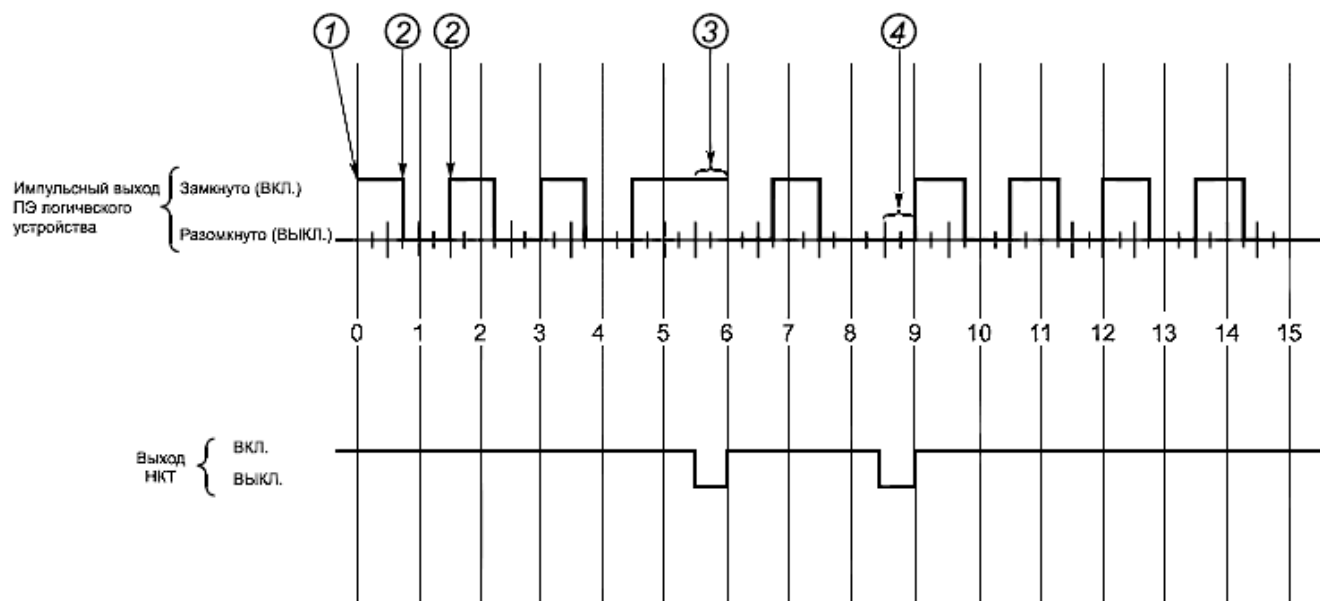 1 2 2 3 4
Импульсный выход
ПЭ логического
устройства
Замкнуто (ВКЛ.)
Разомкнуто (ВЫКЛ.)
0 1 2 3 4 5 6 7 8 9 10 11 12 13 14 15
Выход
НКТ
ВКЛ.
ВЫКЛ.